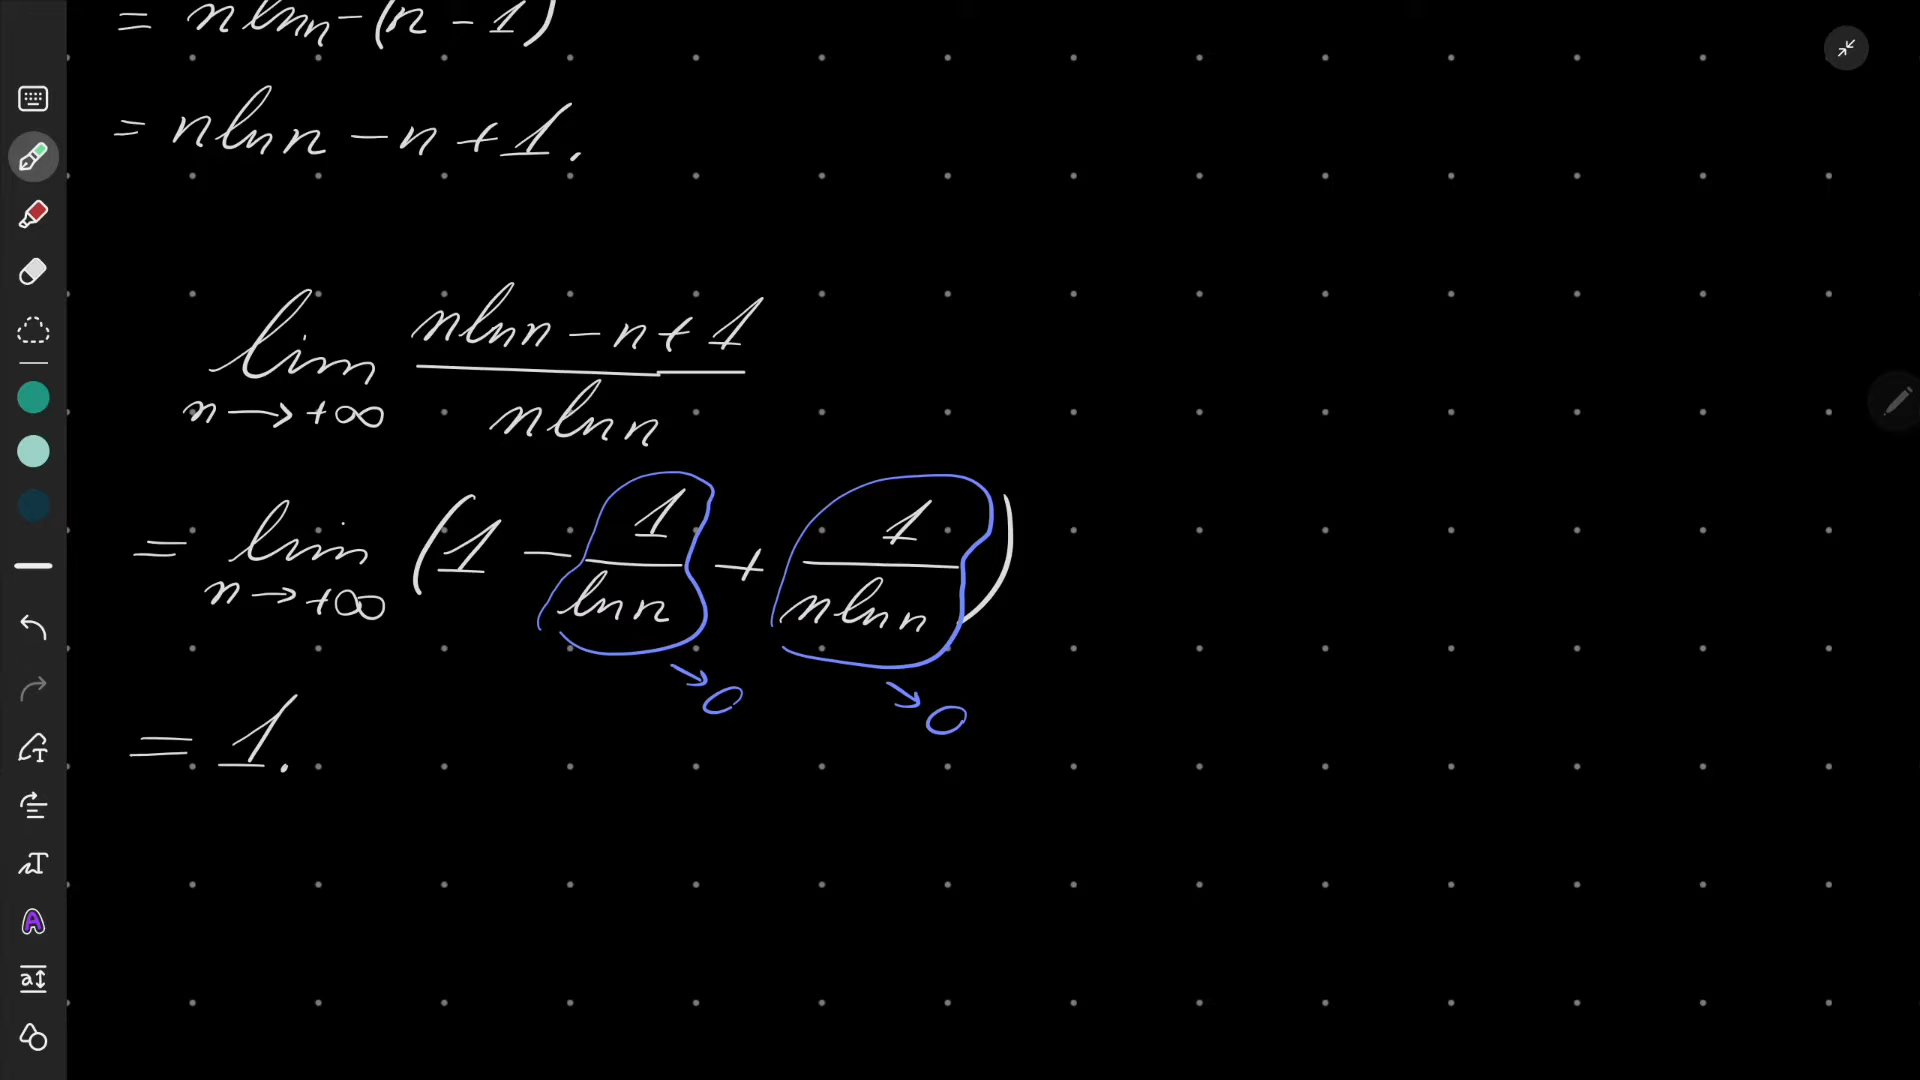 = n ln n - (n - 1)
= n ln n - n + 1.
lim n→+∞ (n ln n - n + 1)/(n ln n)
= lim n→+∞ (1 - 1/(ln n) + 1/(n ln n))
→ 0 → 0
= 1.